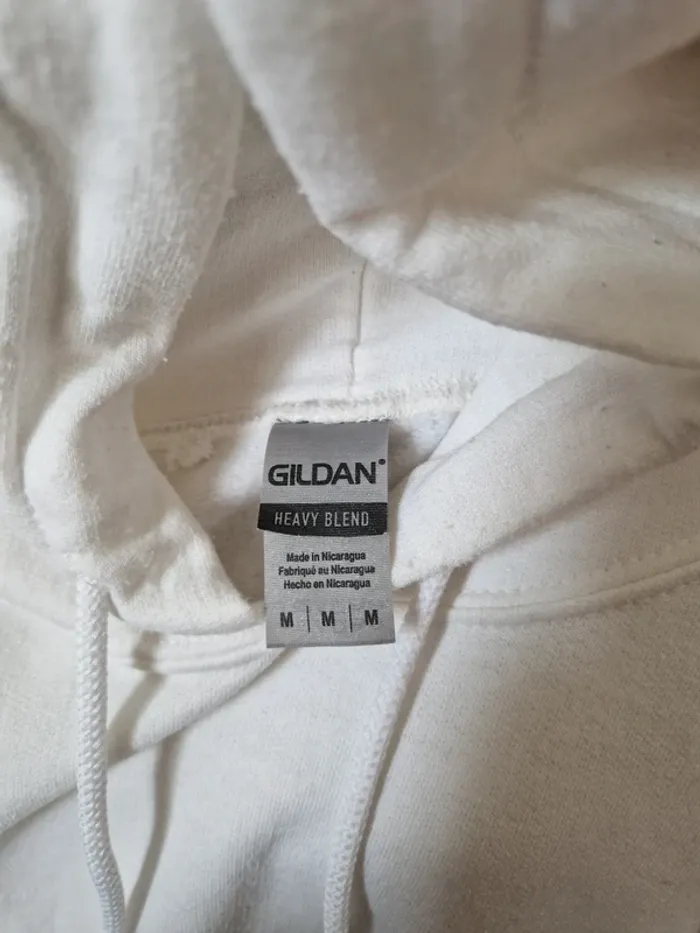 GILDAN®
HEAVY BLEND
Made in Nicaragua
Fabriqué au Nicaragua
Hecho en Nicaragua
M | M | M